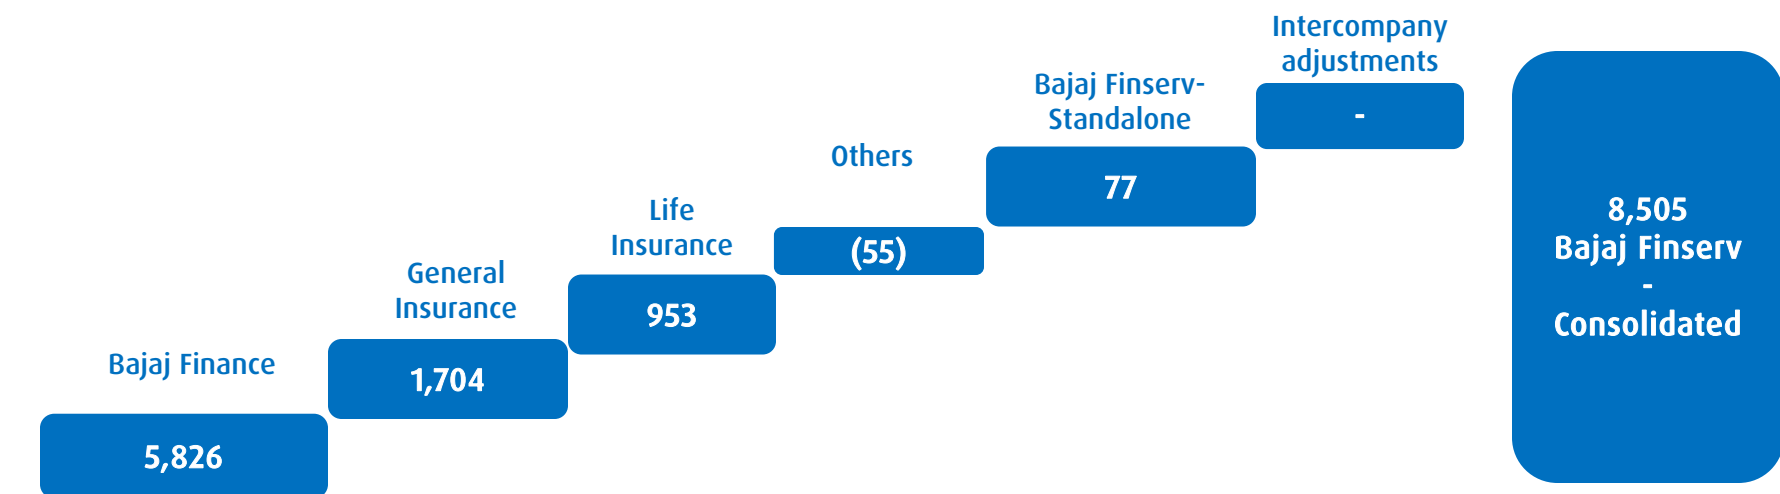 Bajaj Finance
5,826
General
Insurance
1,704
Life
Insurance
953
Others
(55)
Bajaj Finserv-
Standalone
77
Intercompany
adjustments
-
8,505
Bajaj Finserv
-
Consolidated